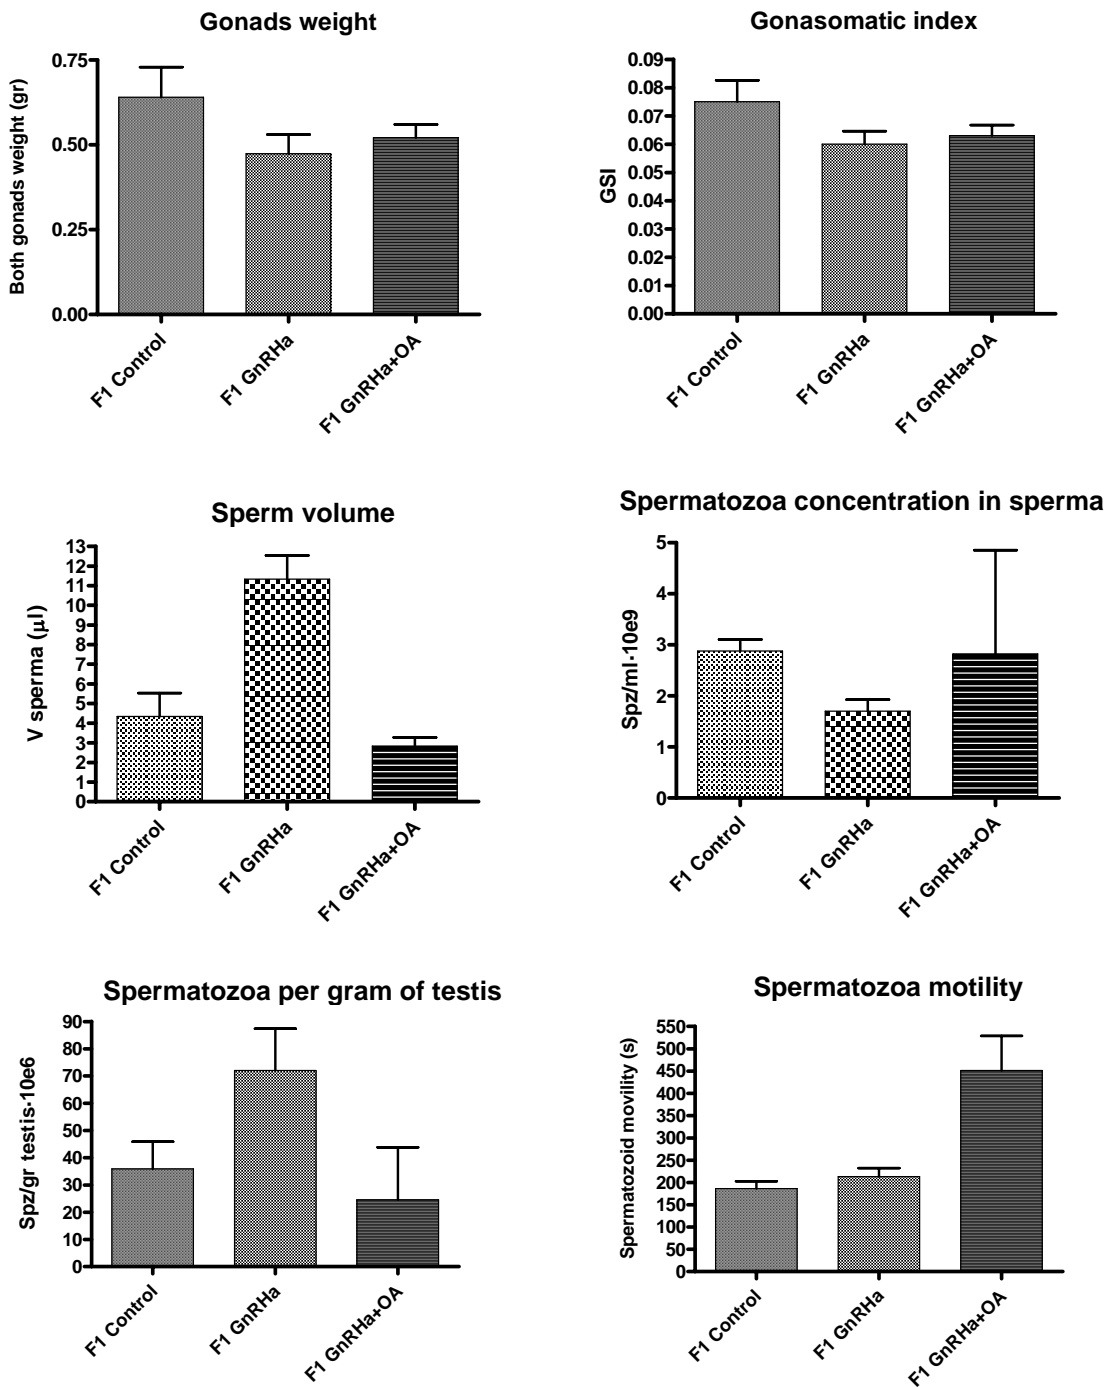 Gonads weight
Both gonads weight (gr)
0.75
0.50
0.25
0.00
F1 Control
F1 GnRHa
F1 GnRHa+OA
Gonasomatic index
GSI
0.09
0.08
0.07
0.06
0.05
0.04
0.03
0.02
0.01
0.00
F1 Control
F1 GnRHa
F1 GnRHa+OA
Sperm volume
V sperma (µl)
13
12
11
10
9
8
7
6
5
4
3
2
1
0
F1 Control
F1 GnRHa
F1 GnRHa+OA
Spermatozoa concentration in sperma
Spz/ml·10e9
5
4
3
2
1
0
F1 Control
F1 GnRHa
F1 GnRHa+OA
Spermatozoa per gram of testis
Spz/gr testis·10e6
90
80
70
60
50
40
30
20
10
0
F1 Control
F1 GnRHa
F1 GnRHa+OA
Spermatozoa motility
Spermatozoid movility (s)
550
500
450
400
350
300
250
200
150
100
50
0
F1 Control
F1 GnRHa
F1 GnRHa+OA